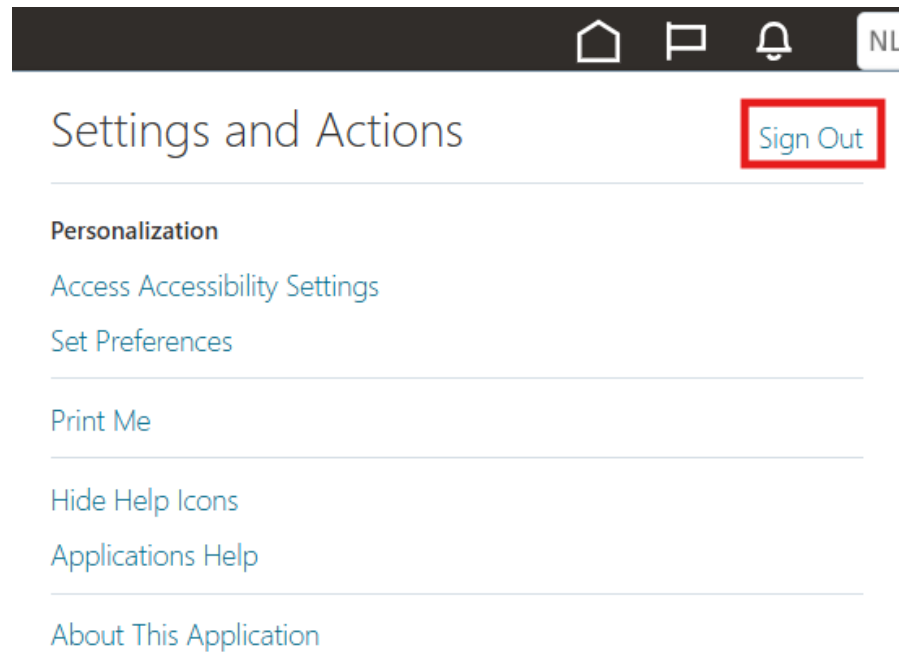 NL
Settings and Actions
Sign Out
Personalization
Access Accessibility Settings
Set Preferences
Print Me
Hide Help Icons
Applications Help
About This Application